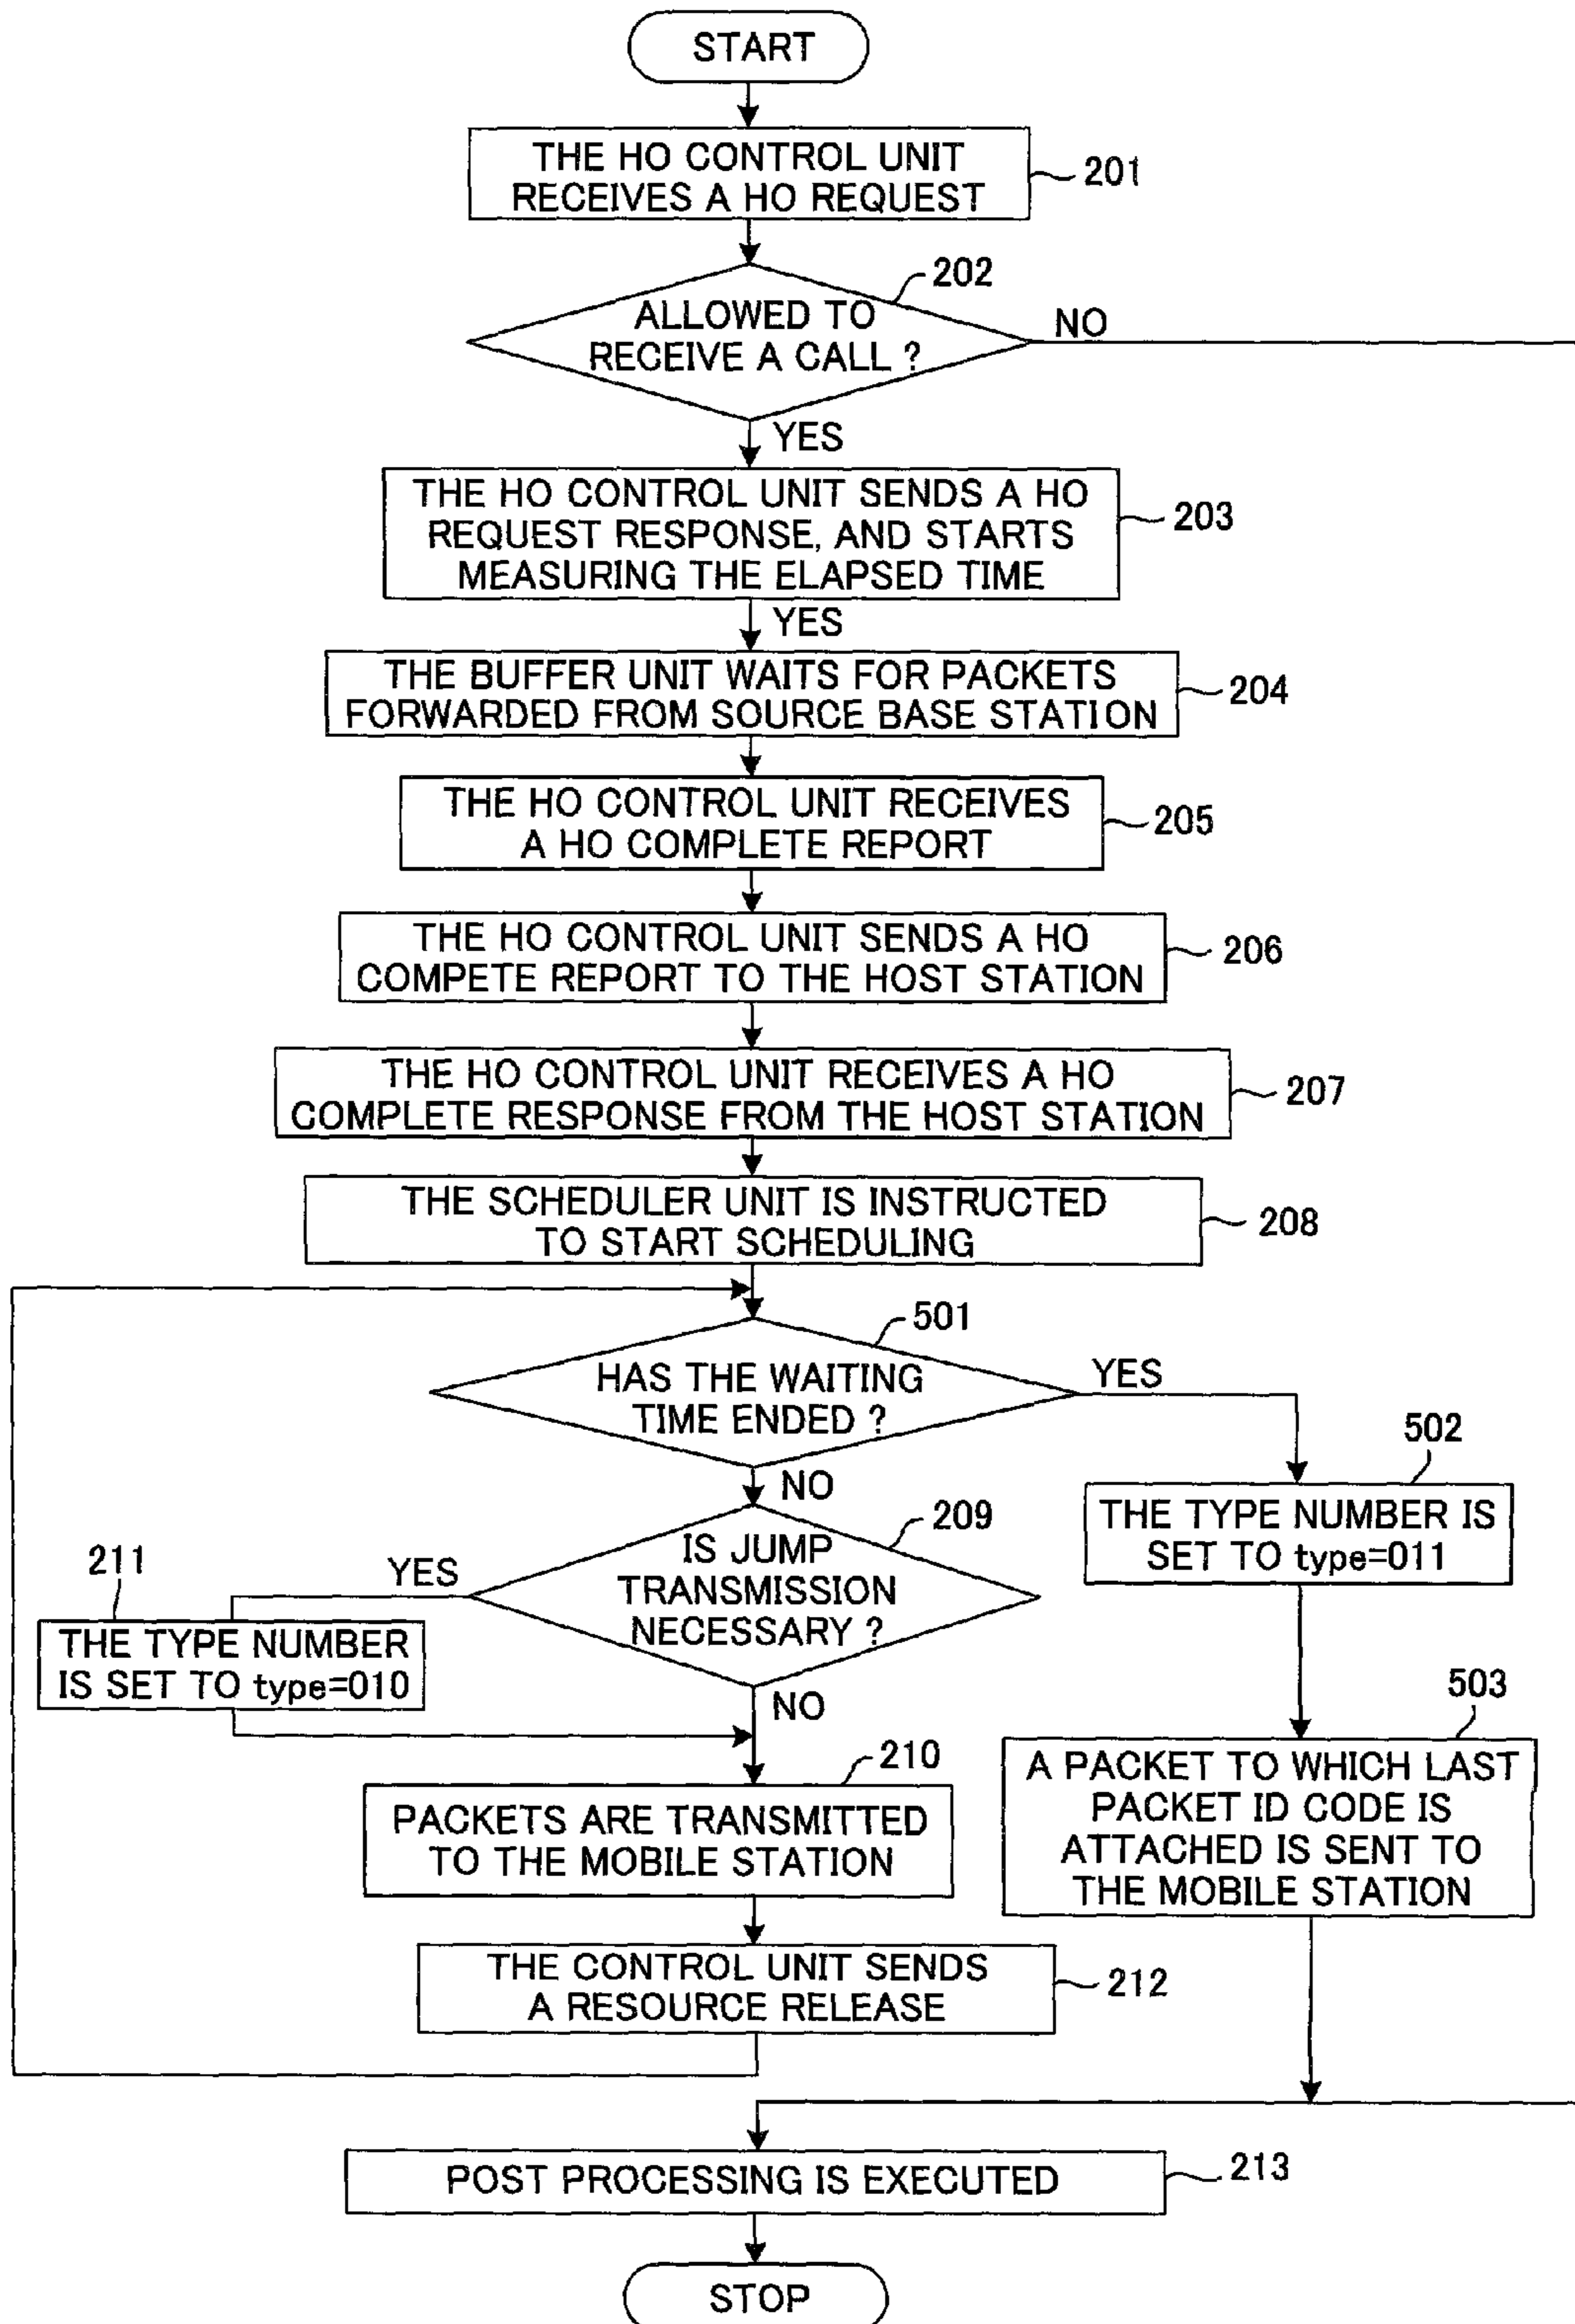 START
THE HO CONTROL UNIT
RECEIVES A HO REQUEST
201
202
ALLOWED TO
RECEIVE A CALL ?
NO
YES
THE HO CONTROL UNIT SENDS A HO
REQUEST RESPONSE, AND STARTS
MEASURING THE ELAPSED TIME
203
YES
THE BUFFER UNIT WAITS FOR PACKETS
FORWARDED FROM SOURCE BASE STATION
204
THE HO CONTROL UNIT RECEIVES
A HO COMPLETE REPORT
205
THE HO CONTROL UNIT SENDS A HO
COMPETE REPORT TO THE HOST STATION
206
THE HO CONTROL UNIT RECEIVES A HO
COMPLETE RESPONSE FROM THE HOST STATION
207
THE SCHEDULER UNIT IS INSTRUCTED
TO START SCHEDULING
208
501
HAS THE WAITING
TIME ENDED ?
YES
NO
502
THE TYPE NUMBER IS
SET TO type=011
209
IS JUMP
TRANSMISSION
NECESSARY ?
YES
211
THE TYPE NUMBER
IS SET TO type=010
NO
503
A PACKET TO WHICH LAST
PACKET ID CODE IS
ATTACHED IS SENT TO
THE MOBILE STATION
210
PACKETS ARE TRANSMITTED
TO THE MOBILE STATION
THE CONTROL UNIT SENDS
A RESOURCE RELEASE
212
POST PROCESSING IS EXECUTED
213
STOP